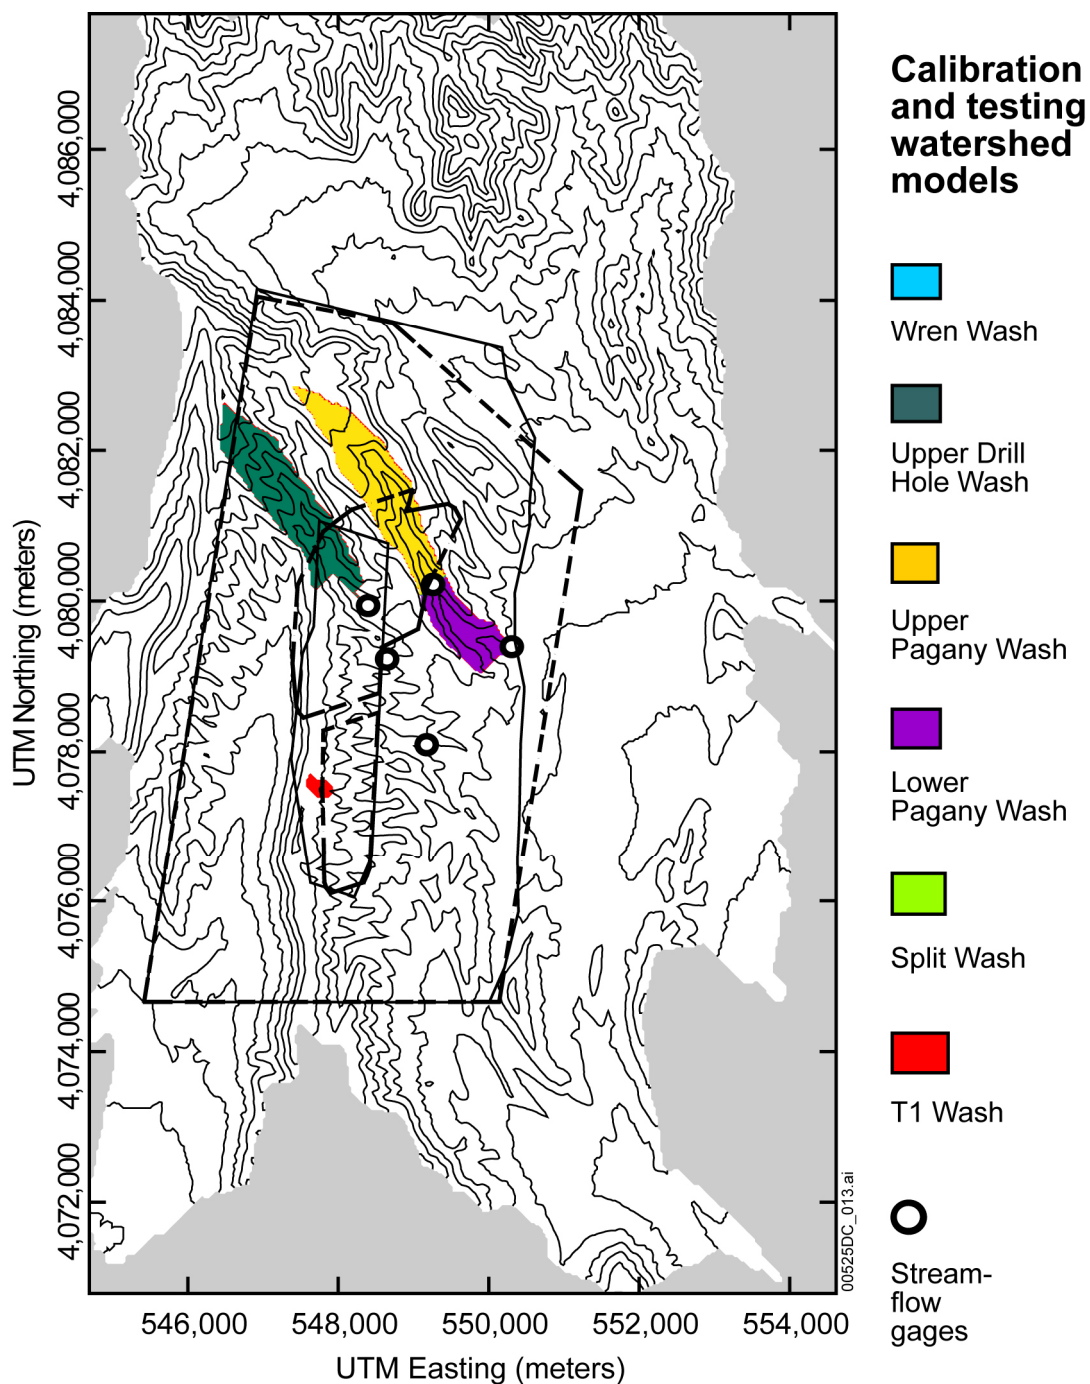 Calibration
and testing
watershed
models
Wren Wash
Upper Drill
Hole Wash
Upper
Pagany Wash
Lower
Pagany Wash
Split Wash
T1 Wash
Stream-
flow
gages
UTM Northing (meters)
4,086,000
4,084,000
4,082,000
4,080,000
4,078,000
4,076,000
4,074,000
4,072,000
00525DC_013.ai
546,000 548,000 550,000 552,000 554,000
UTM Easting (meters)